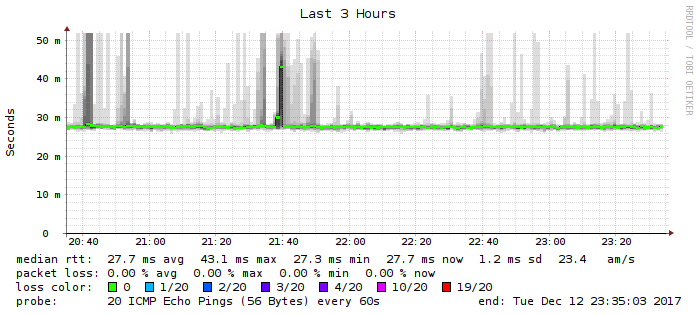 Last 3 Hours
RRDTOOL / TOBI OETIKER
Seconds
50 m
40 m
30 m
20 m
10 m
0
20:40 21:00 21:20 21:40 22:00 22:20 22:40 23:00 23:20
median rtt: 27.7 ms avg 43.1 ms max 27.3 ms min 27.7 ms now 1.2 ms sd 23.4 am/s
packet loss: 0.00 % avg 0.00 % max 0.00 % min 0.00 % now
loss color: 0 1/20 2/20 3/20 4/20 10/20 19/20
probe: 20 ICMP Echo Pings (56 Bytes) every 60s end: Tue Dec 12 23:35:03 2017